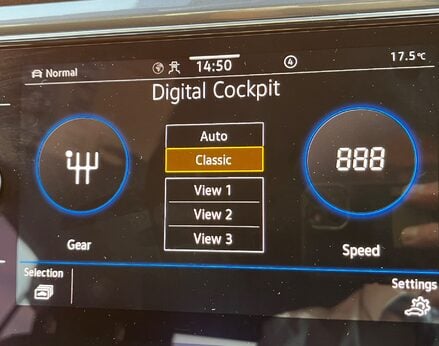 Normal
14:50
4
17.5°C
Digital Cockpit
Auto
Classic
888
View 1
View 2
View 3
Gear
Speed
Selection
Settings